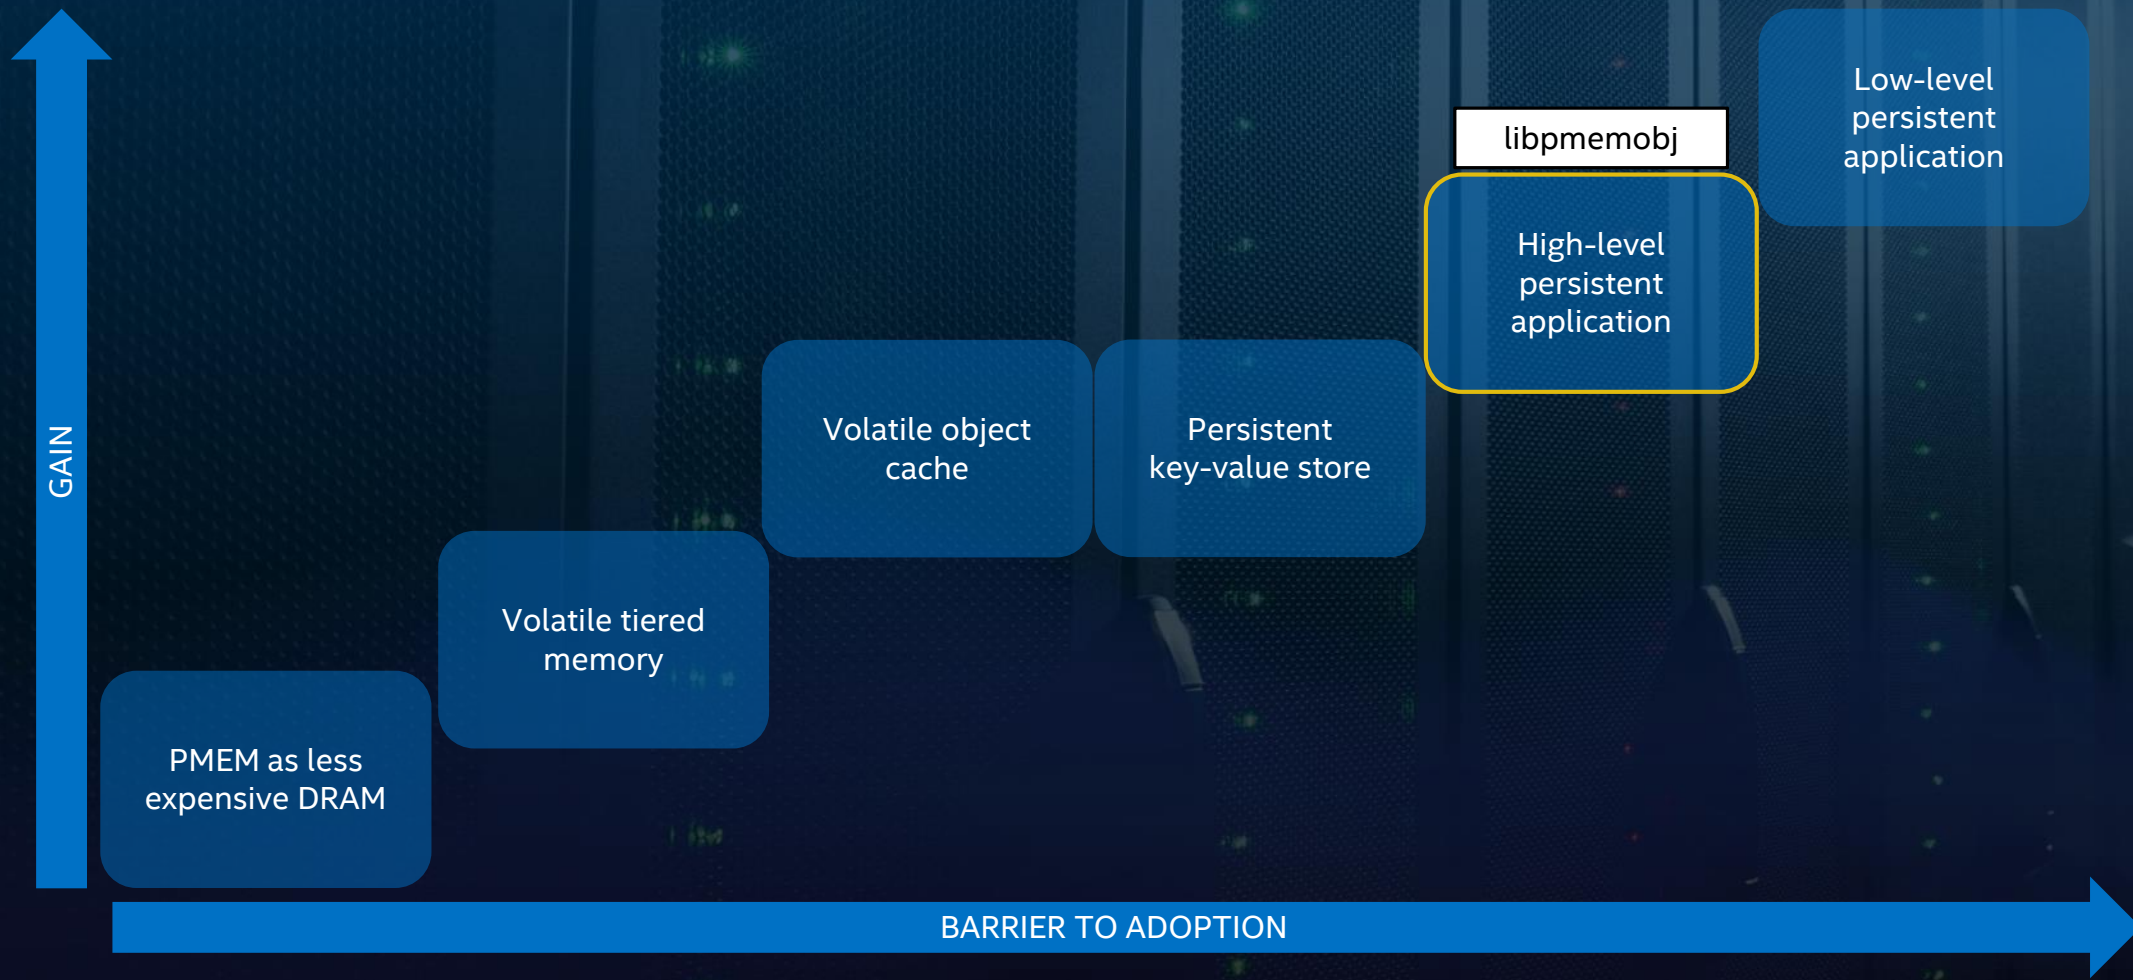 Low-level
persistent
application
libpmemobj
High-level
persistent
application
GAIN
Volatile object
cache
Persistent
key-value store
Volatile tiered
memory
PMEM as less
expensive DRAM
BARRIER TO ADOPTION